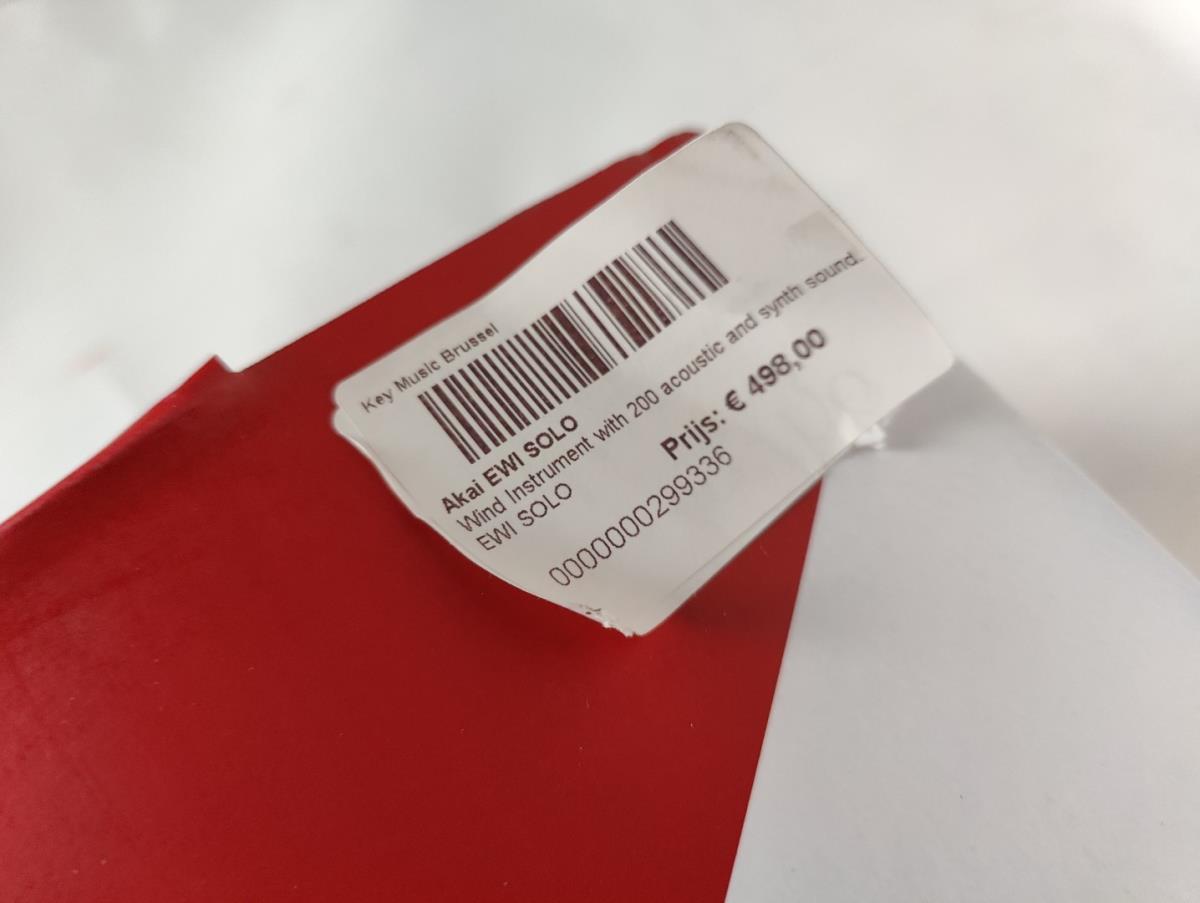 Key Music Brussel
Akai EWI SOLO
Wind Instrument with 200 acoustic and synth sound.
EWI SOLO
Prijs: € 498,00
0000000299336